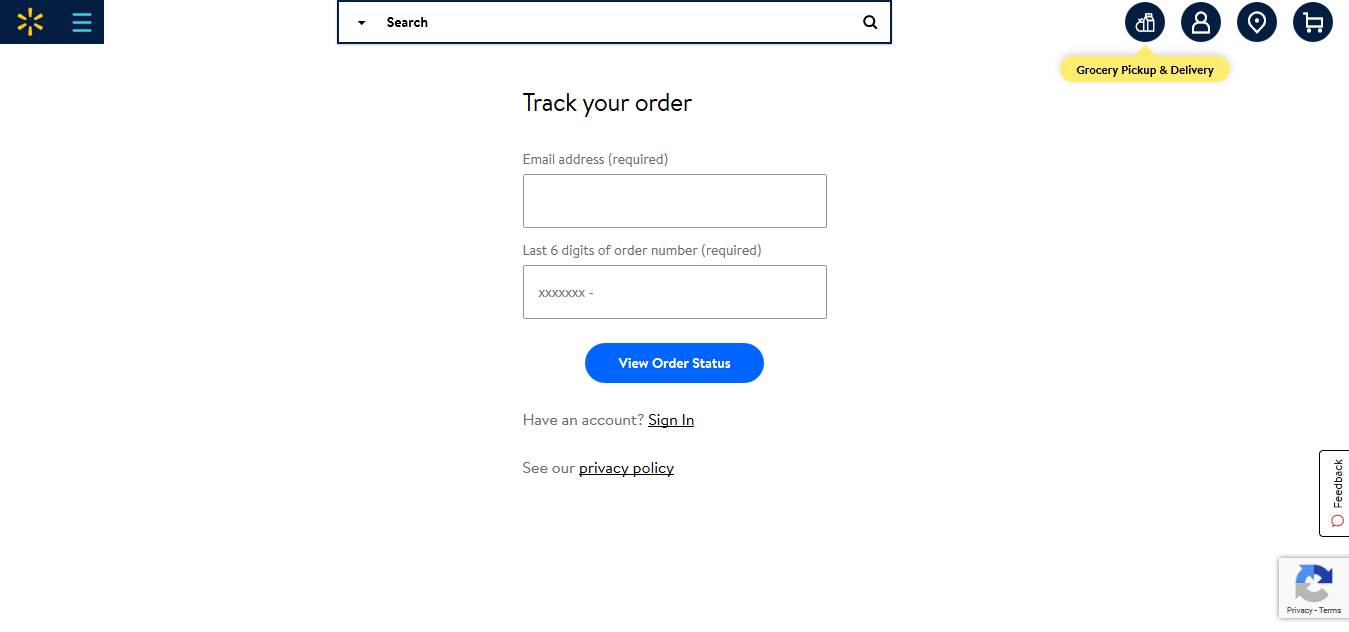 Search
Grocery Pickup & Delivery
Track your order
Email address (required)
Last 6 digits of order number (required)
xxxxxxx -
View Order Status
Have an account? Sign In
See our privacy policy
Feedback
Privacy - Terms